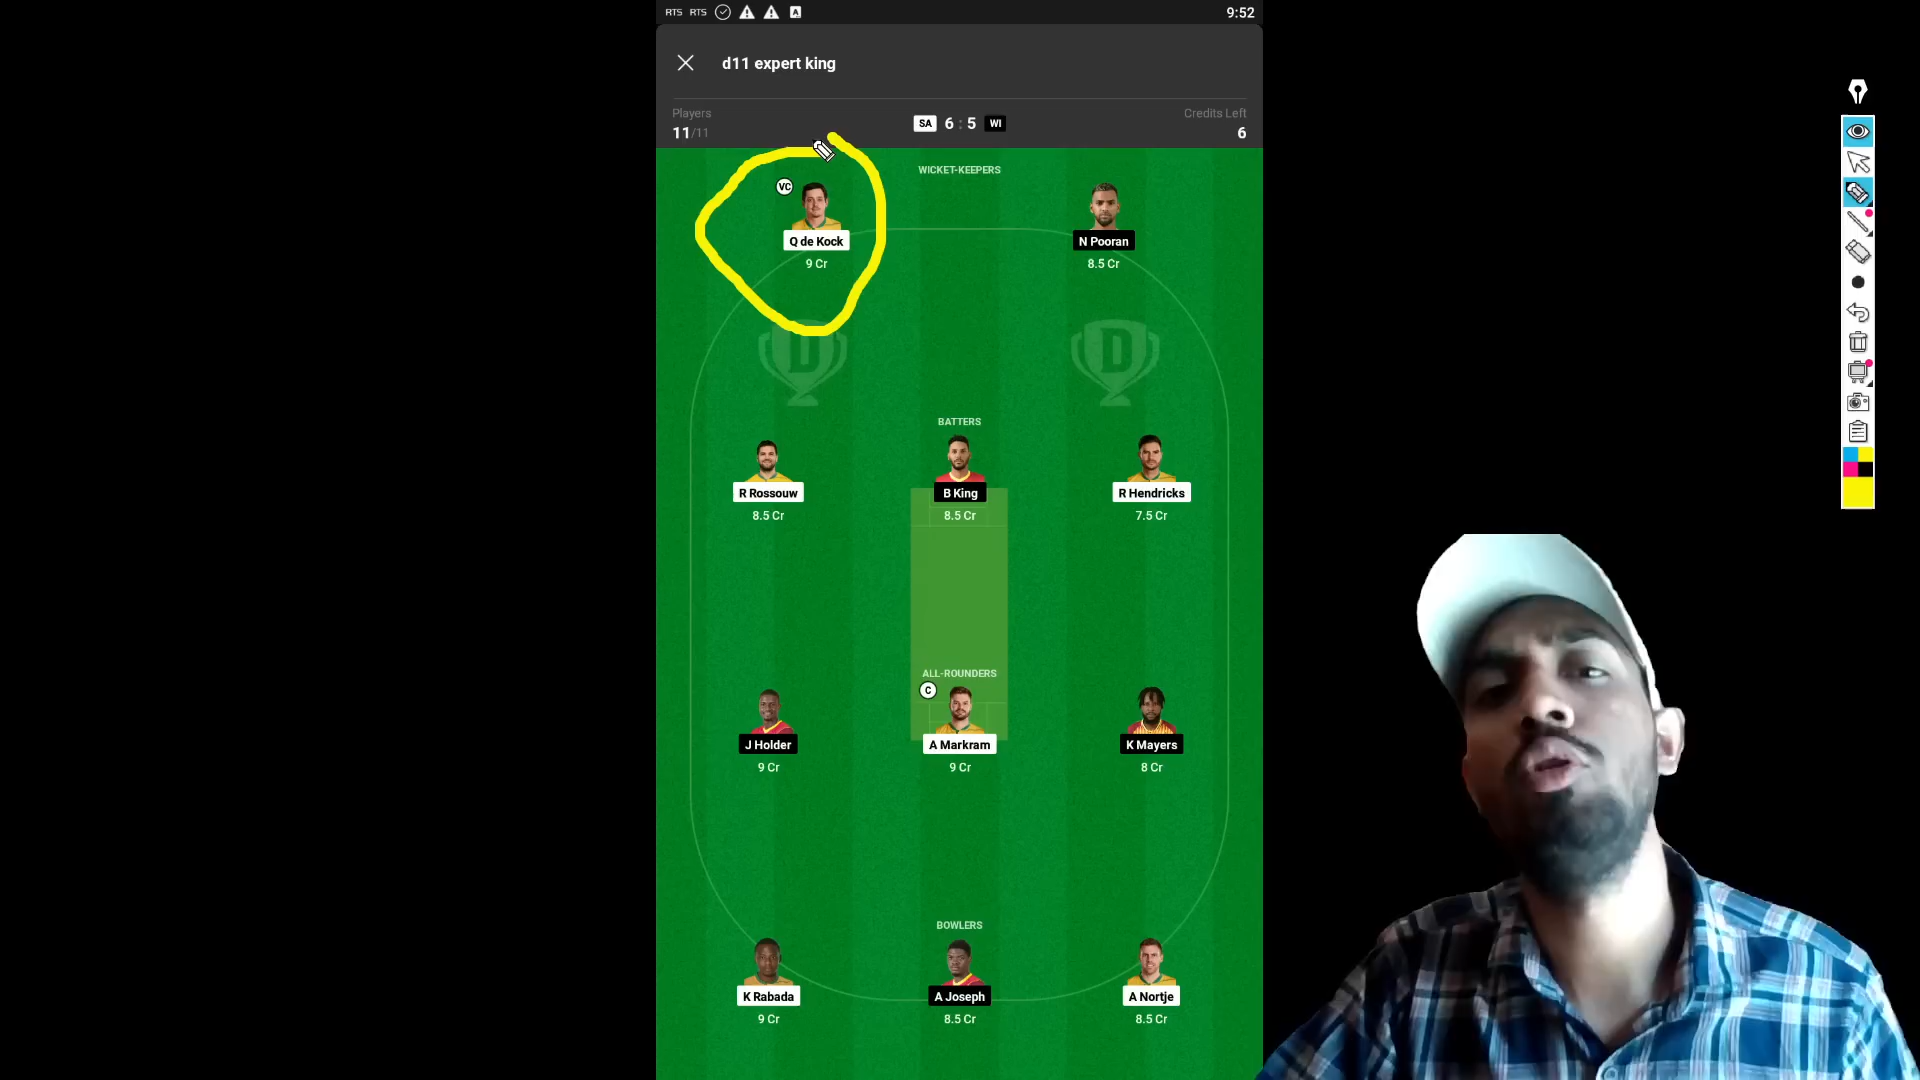 RTS RTS A 9:52
d11 expert king
Players Credits Left
11/11 SA 6 : 5 WI 6
WICKET-KEEPERS
VC
Q de Kock N Pooran
9 Cr 8.5 Cr
D D
BATTERS
R Rossouw B King R Hendricks
8.5 Cr 8.5 Cr 7.5 Cr
ALL-ROUNDERS
C
J Holder A Markram K Mayers
9 Cr 9 Cr 8 Cr
BOWLERS
K Rabada A Joseph A Nortje
9 Cr 8.5 Cr 8.5 Cr